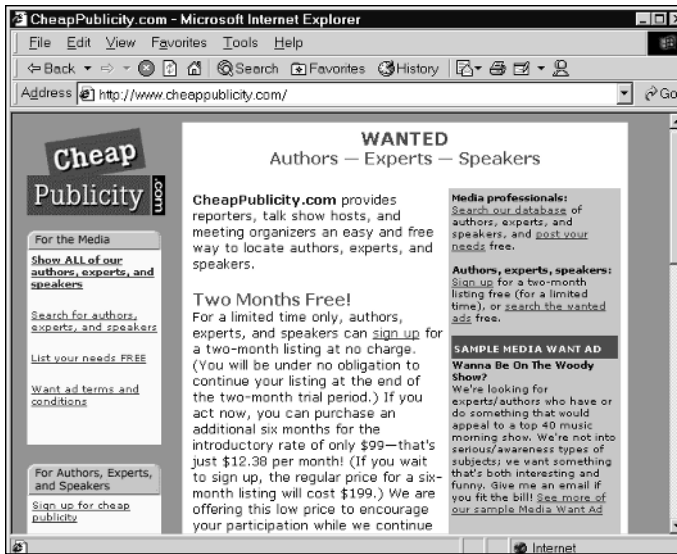 CheapPublicity.com - Microsoft Internet Explorer
File Edit View Favorites Tools Help
Back Search Favorites History
Address http://www.cheappublicity.com/ Go
Cheap
Publicity .com
For the Media
Show ALL of our
authors, experts, and
speakers
Search for authors,
experts, and speakers
List your needs FREE
Want ad terms and
conditions
For Authors, Experts,
and Speakers
Sign up for cheap
publicity
WANTED
Authors — Experts — Speakers
CheapPublicity.com provides
reporters, talk show hosts, and
meeting organizers an easy and free
way to locate authors, experts, and
speakers.
Two Months Free!
For a limited time only, authors,
experts, and speakers can sign up for
a two-month listing at no charge.
(You will be under no obligation to
continue your listing at the end of
the two-month trial period.) If you
act now, you can purchase an
additional six months for the
introductory rate of only $99—that's
just $12.38 per month! (If you wait
to sign up, the regular price for a six-
month listing will cost $199.) We are
offering this low price to encourage
your participation while we continue
Media professionals:
Search our database of
authors, experts, and
speakers, and post your
needs free.
Authors, experts, speakers:
Sign up for a two-month
listing free (for a limited
time), or search the wanted
ads free.
SAMPLE MEDIA WANT AD
Wanna Be On The Woody
Show?
We're looking for
experts/authors who have or
do something that would
appeal to a top 40 music
morning show. We're not into
serious/awareness types of
subjects; we want something
that's both interesting and
funny. Give me an email if
you fit the bill! See more of
our sample Media Want Ad
Internet